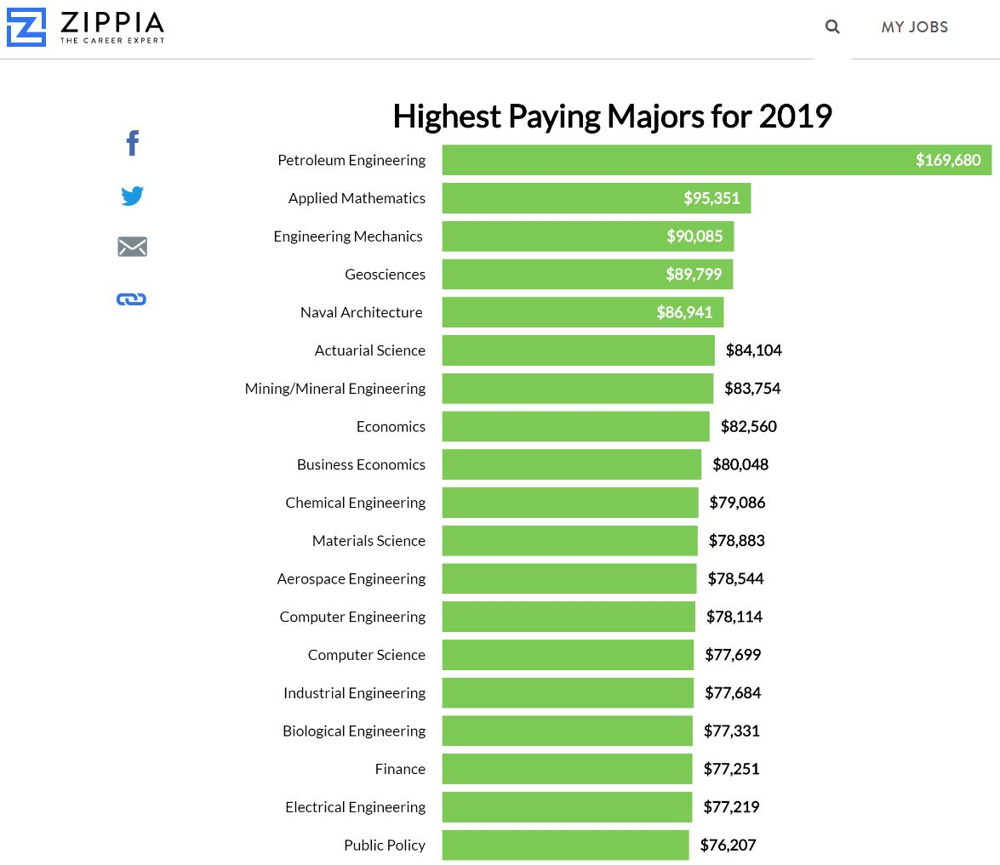 ZIPPIA
THE CAREER EXPERT
MY JOBS
Highest Paying Majors for 2019
Petroleum Engineering $169,680
Applied Mathematics $95,351
Engineering Mechanics $90,085
Geosciences $89,799
Naval Architecture $86,941
Actuarial Science $84,104
Mining/Mineral Engineering $83,754
Economics $82,560
Business Economics $80,048
Chemical Engineering $79,086
Materials Science $78,883
Aerospace Engineering $78,544
Computer Engineering $78,114
Computer Science $77,699
Industrial Engineering $77,684
Biological Engineering $77,331
Finance $77,251
Electrical Engineering $77,219
Public Policy $76,207